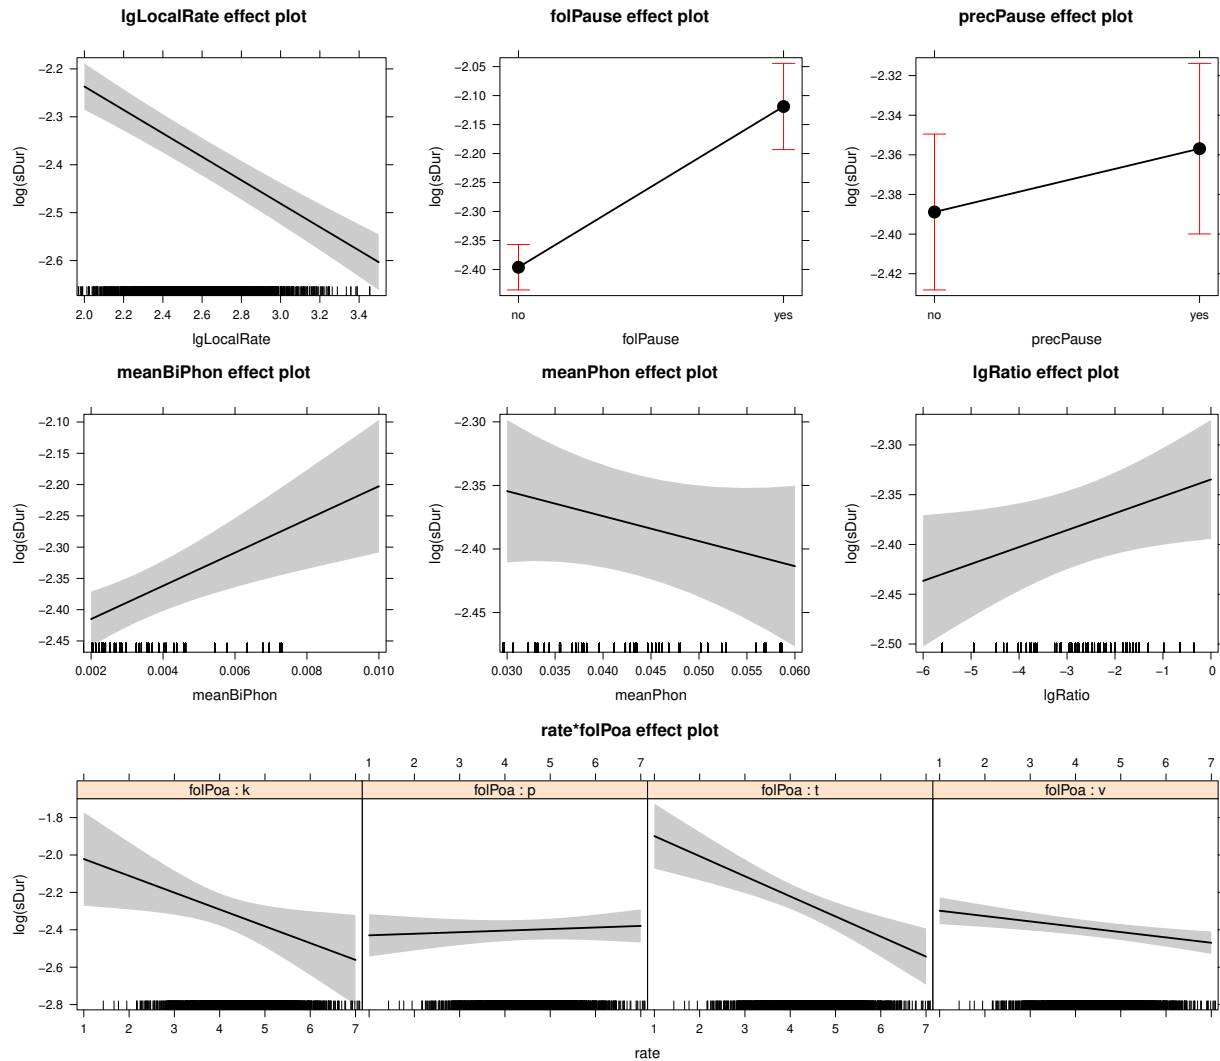 lgLocalRate effect plot
−2.2
−2.3
−2.4
−2.5
−2.6
log(sDur)
2.0 2.2 2.4 2.6 2.8 3.0 3.2 3.4
lgLocalRate
folPause effect plot
−2.05
−2.10
−2.15
−2.20
−2.25
−2.30
−2.35
−2.40
log(sDur)
no yes
folPause
precPause effect plot
−2.32
−2.34
−2.36
−2.38
−2.40
−2.42
log(sDur)
no yes
precPause
meanBiPhon effect plot
−2.10
−2.15
−2.20
−2.25
−2.30
−2.35
−2.40
−2.45
log(sDur)
0.002 0.004 0.006 0.008 0.010
meanBiPhon
meanPhon effect plot
−2.30
−2.35
−2.40
−2.45
log(sDur)
0.030 0.035 0.040 0.045 0.050 0.055 0.060
meanPhon
lgRatio effect plot
−2.30
−2.35
−2.40
−2.45
−2.50
log(sDur)
−6 −5 −4 −3 −2 −1 0
lgRatio
rate*folPoa effect plot
1 2 3 4 5 6 7 1 2 3 4 5 6 7
folPoa : k folPoa : p folPoa : t folPoa : v
−1.8
−2.0
−2.2
−2.4
−2.6
−2.8
log(sDur)
1 2 3 4 5 6 7 1 2 3 4 5 6 7
rate